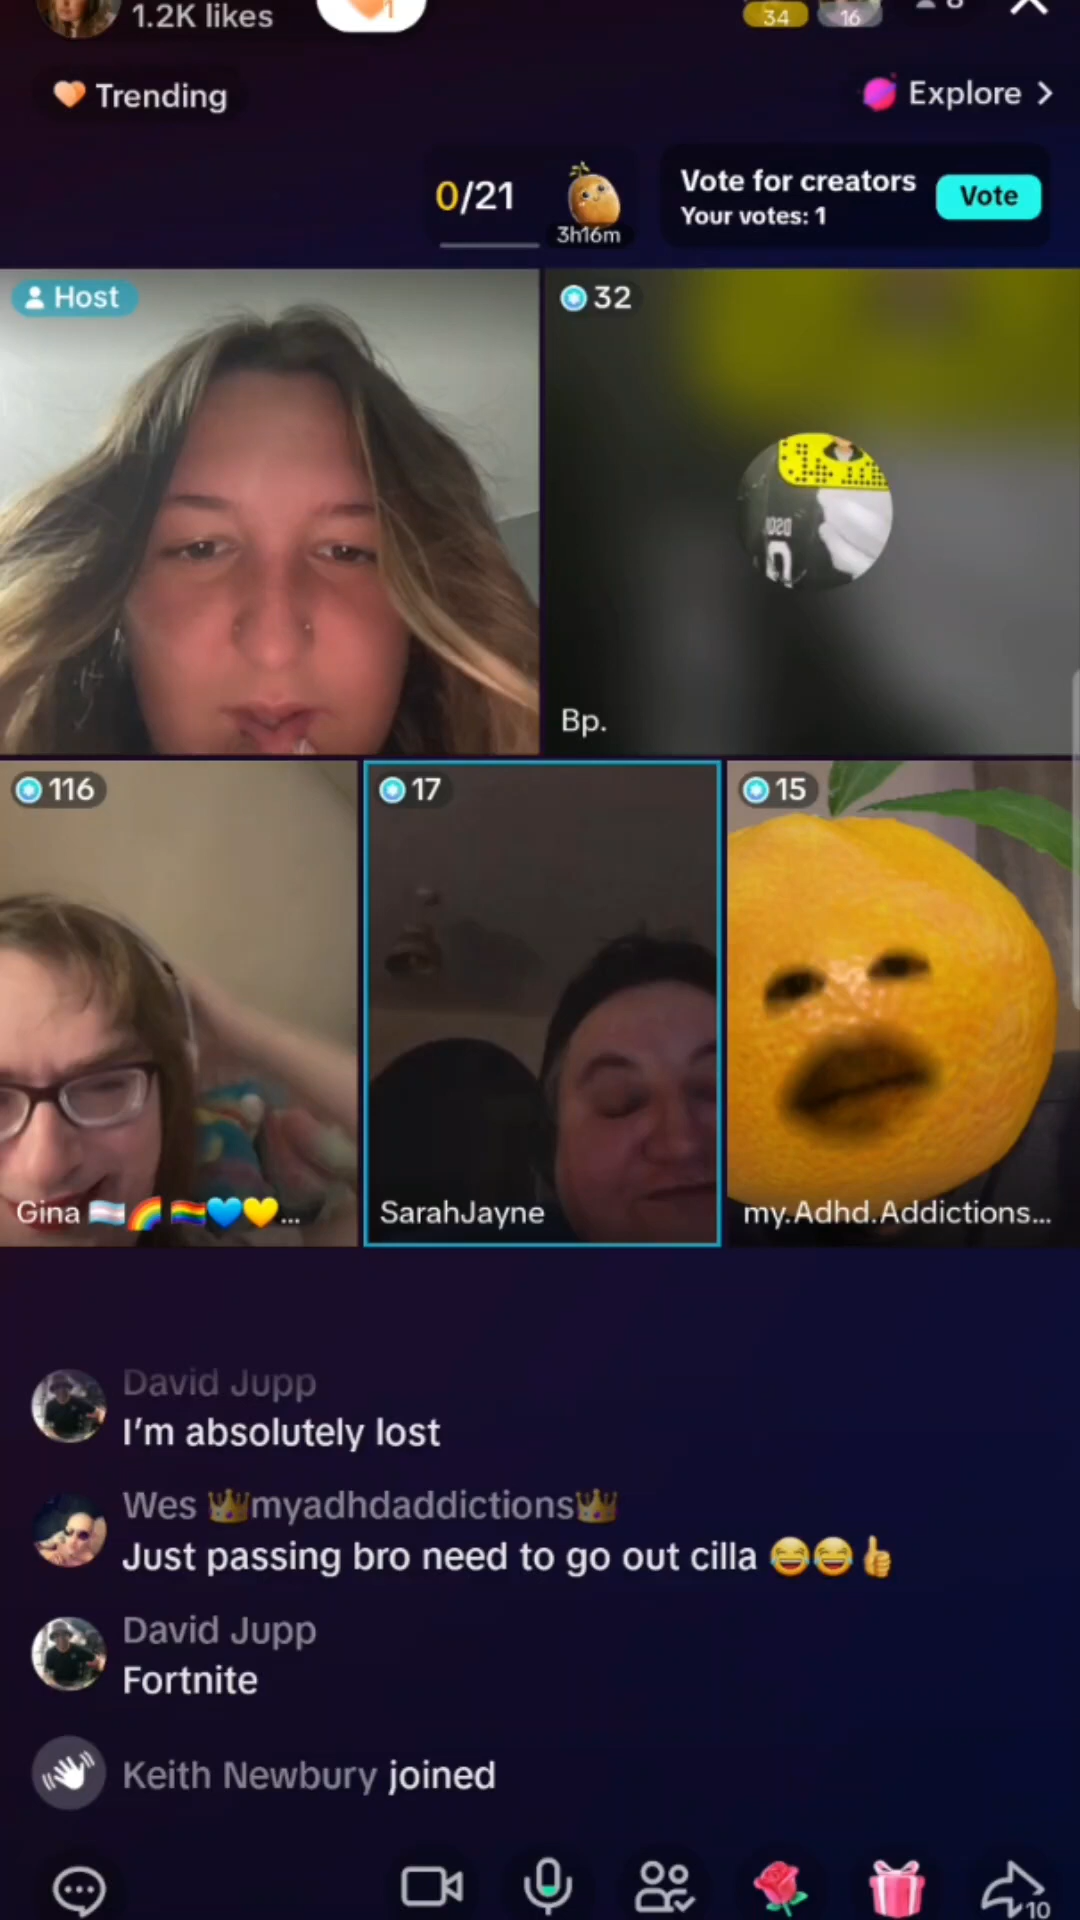 1.2K likes
1
34
16
8
Trending
Explore
0/21
3h16m
Vote for creators
Your votes: 1
Vote
Host
32
Bp.
116
17
15
Gina 🏳️‍⚧️🌈🏳️‍🌈💙💛...
SarahJayne
my.Adhd.Addictions...
David Jupp
I'm absolutely lost
Wes 👑myadhdaddictions👑
Just passing bro need to go out cilla 😂😂👍
David Jupp
Fortnite
Keith Newbury joined
10